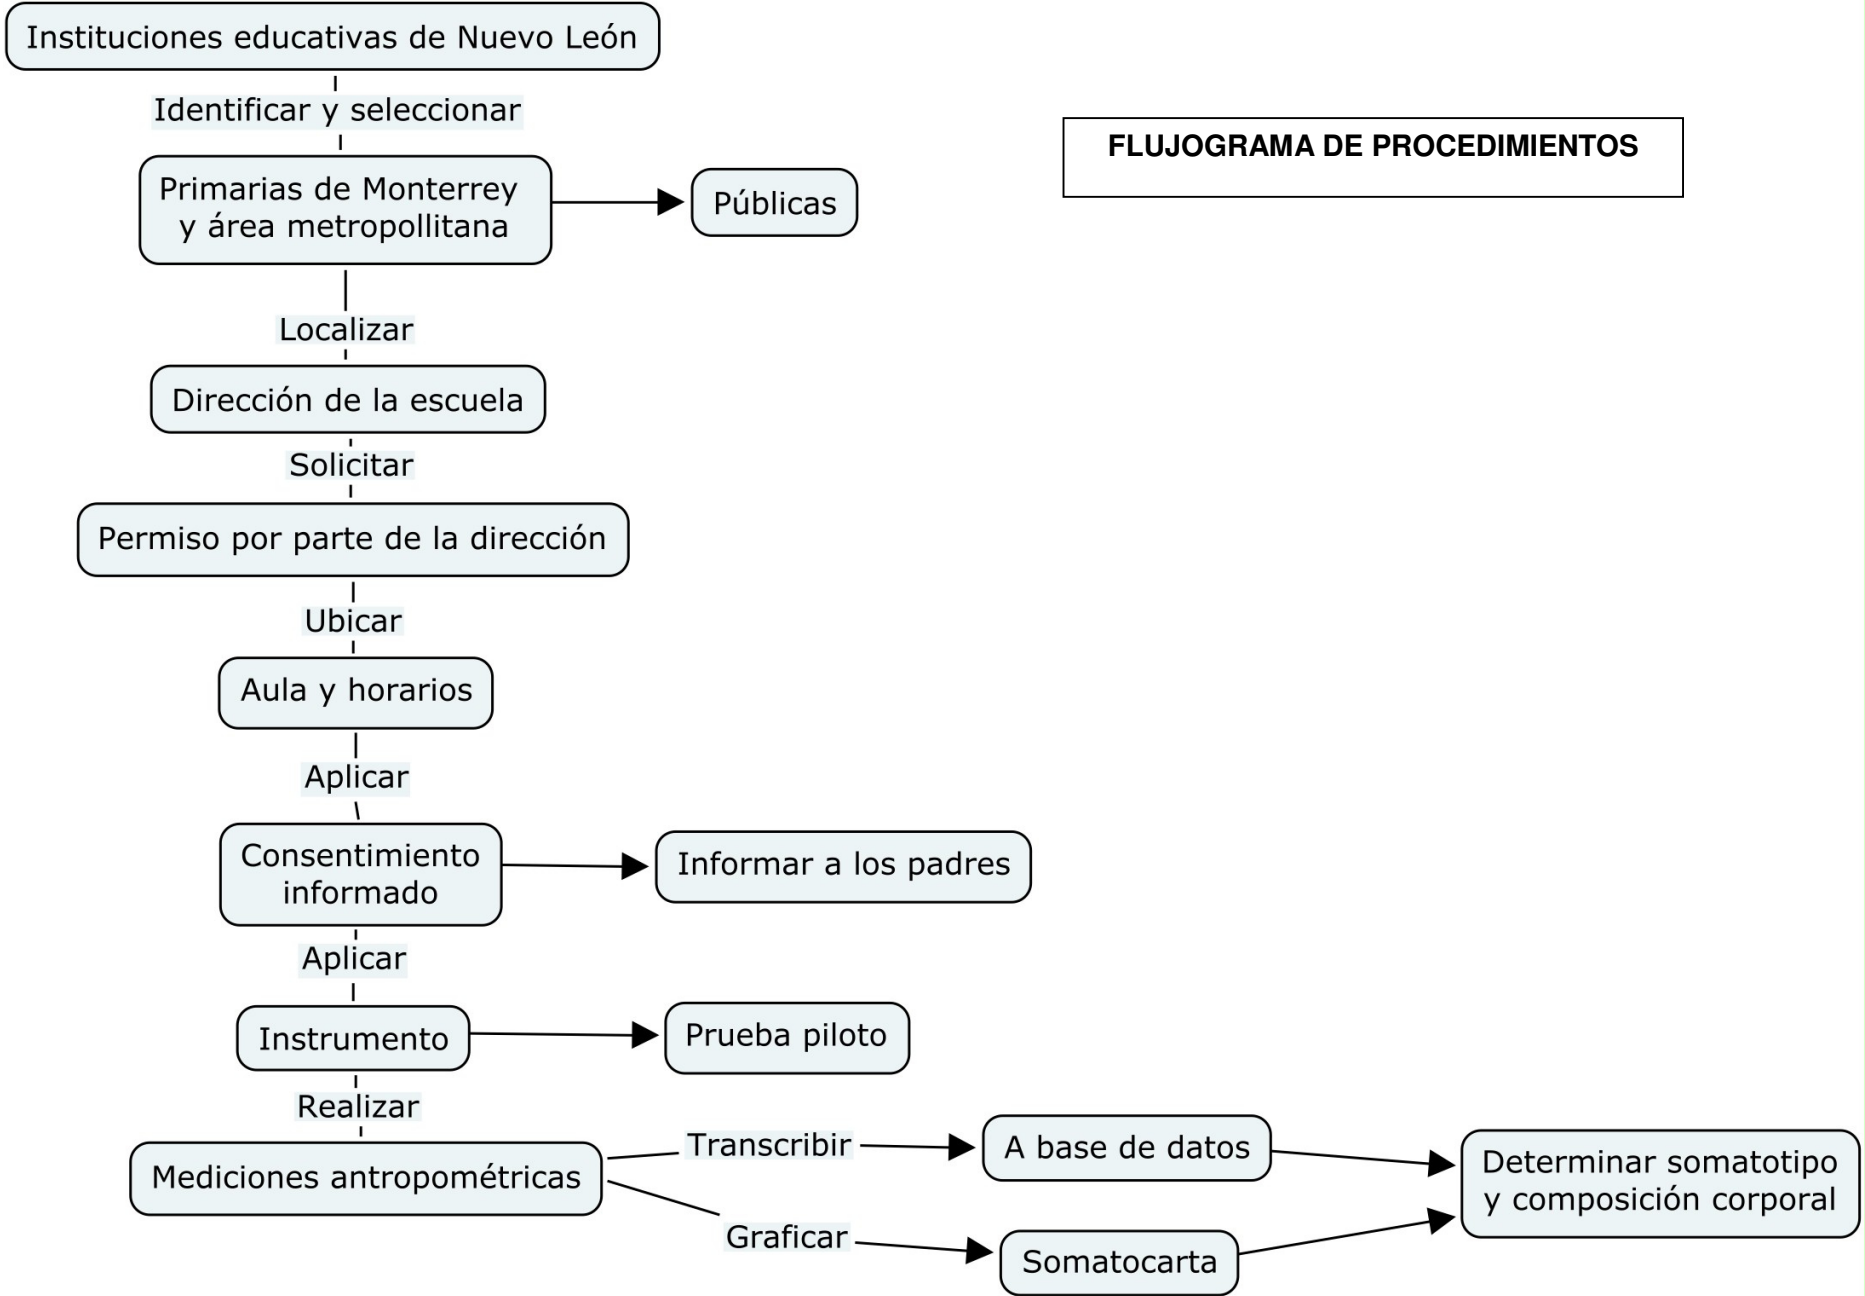 Instituciones educativas de Nuevo León
Identificar y seleccionar
FLUJOGRAMA DE PROCEDIMIENTOS
Primarias de Monterrey
y área metropollitana
Públicas
Localizar
Dirección de la escuela
Solicitar
Permiso por parte de la dirección
Ubicar
Aula y horarios
Aplicar
Consentimiento
informado
Informar a los padres
Aplicar
Instrumento
Prueba piloto
Realizar
Mediciones antropométricas
Transcribir
A base de datos
Graficar
Somatocarta
Determinar somatotipo
y composición corporal